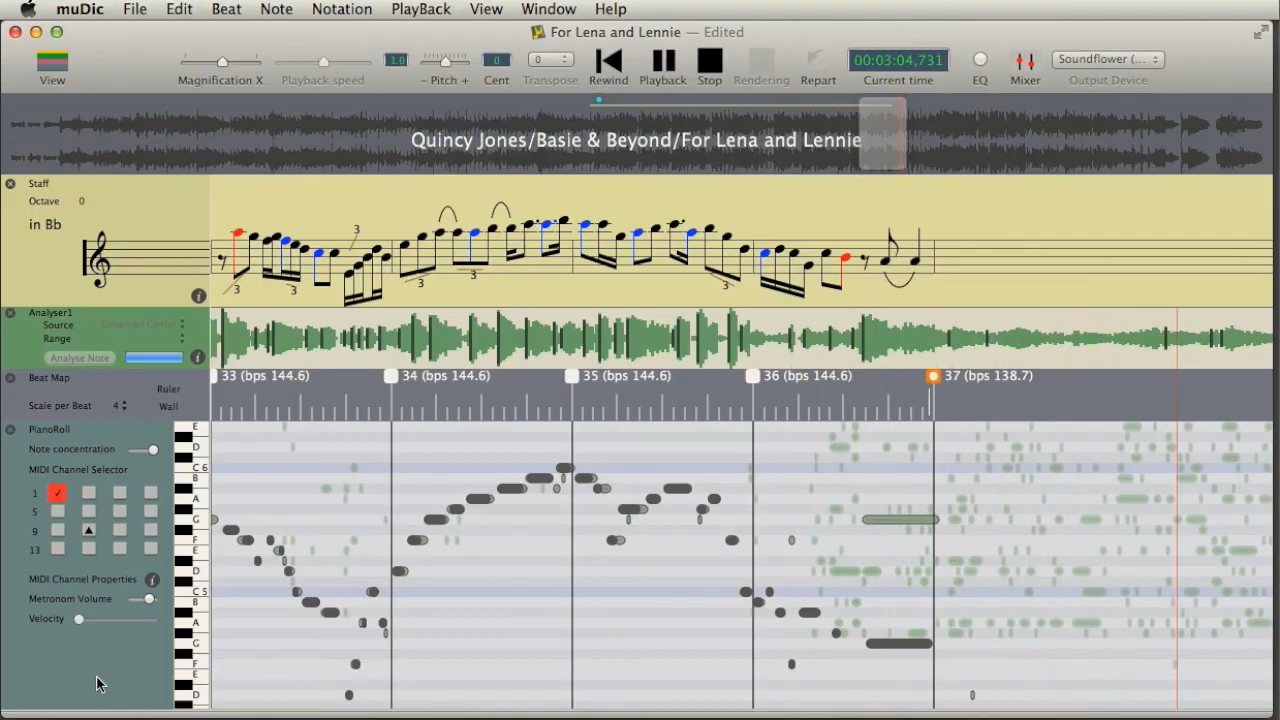 muDic File Edit Beat Note Notation PlayBack View Window Help
For Lena and Lennie — Edited
1.0 0 0 00:03:04,731 Soundflower (...
View Magnification X Playback speed – Pitch + Cent Transpose Rewind Playback Stop Rendering Repart Current time EQ Mixer Output Device
Quincy Jones/Basie & Beyond/For Lena and Lennie
Staff
Octave 0
in Bb
3
3 3 3 3 3
Analyser1
Source Enhanced Center
Range
Analyse Note
Beat Map
Ruler
Scale per Beat 4 Wall
33 (bps 144.6) 34 (bps 144.6) 35 (bps 144.6) 36 (bps 144.6) 37 (bps 138.7)
PianoRoll
Note concentration
MIDI Channel Selector
1
5
9
13
MIDI Channel Properties
Metronom Volume
Velocity
E
D
C 6
B
A
G
F
E
D
C 5
B
A
G
F
E
D